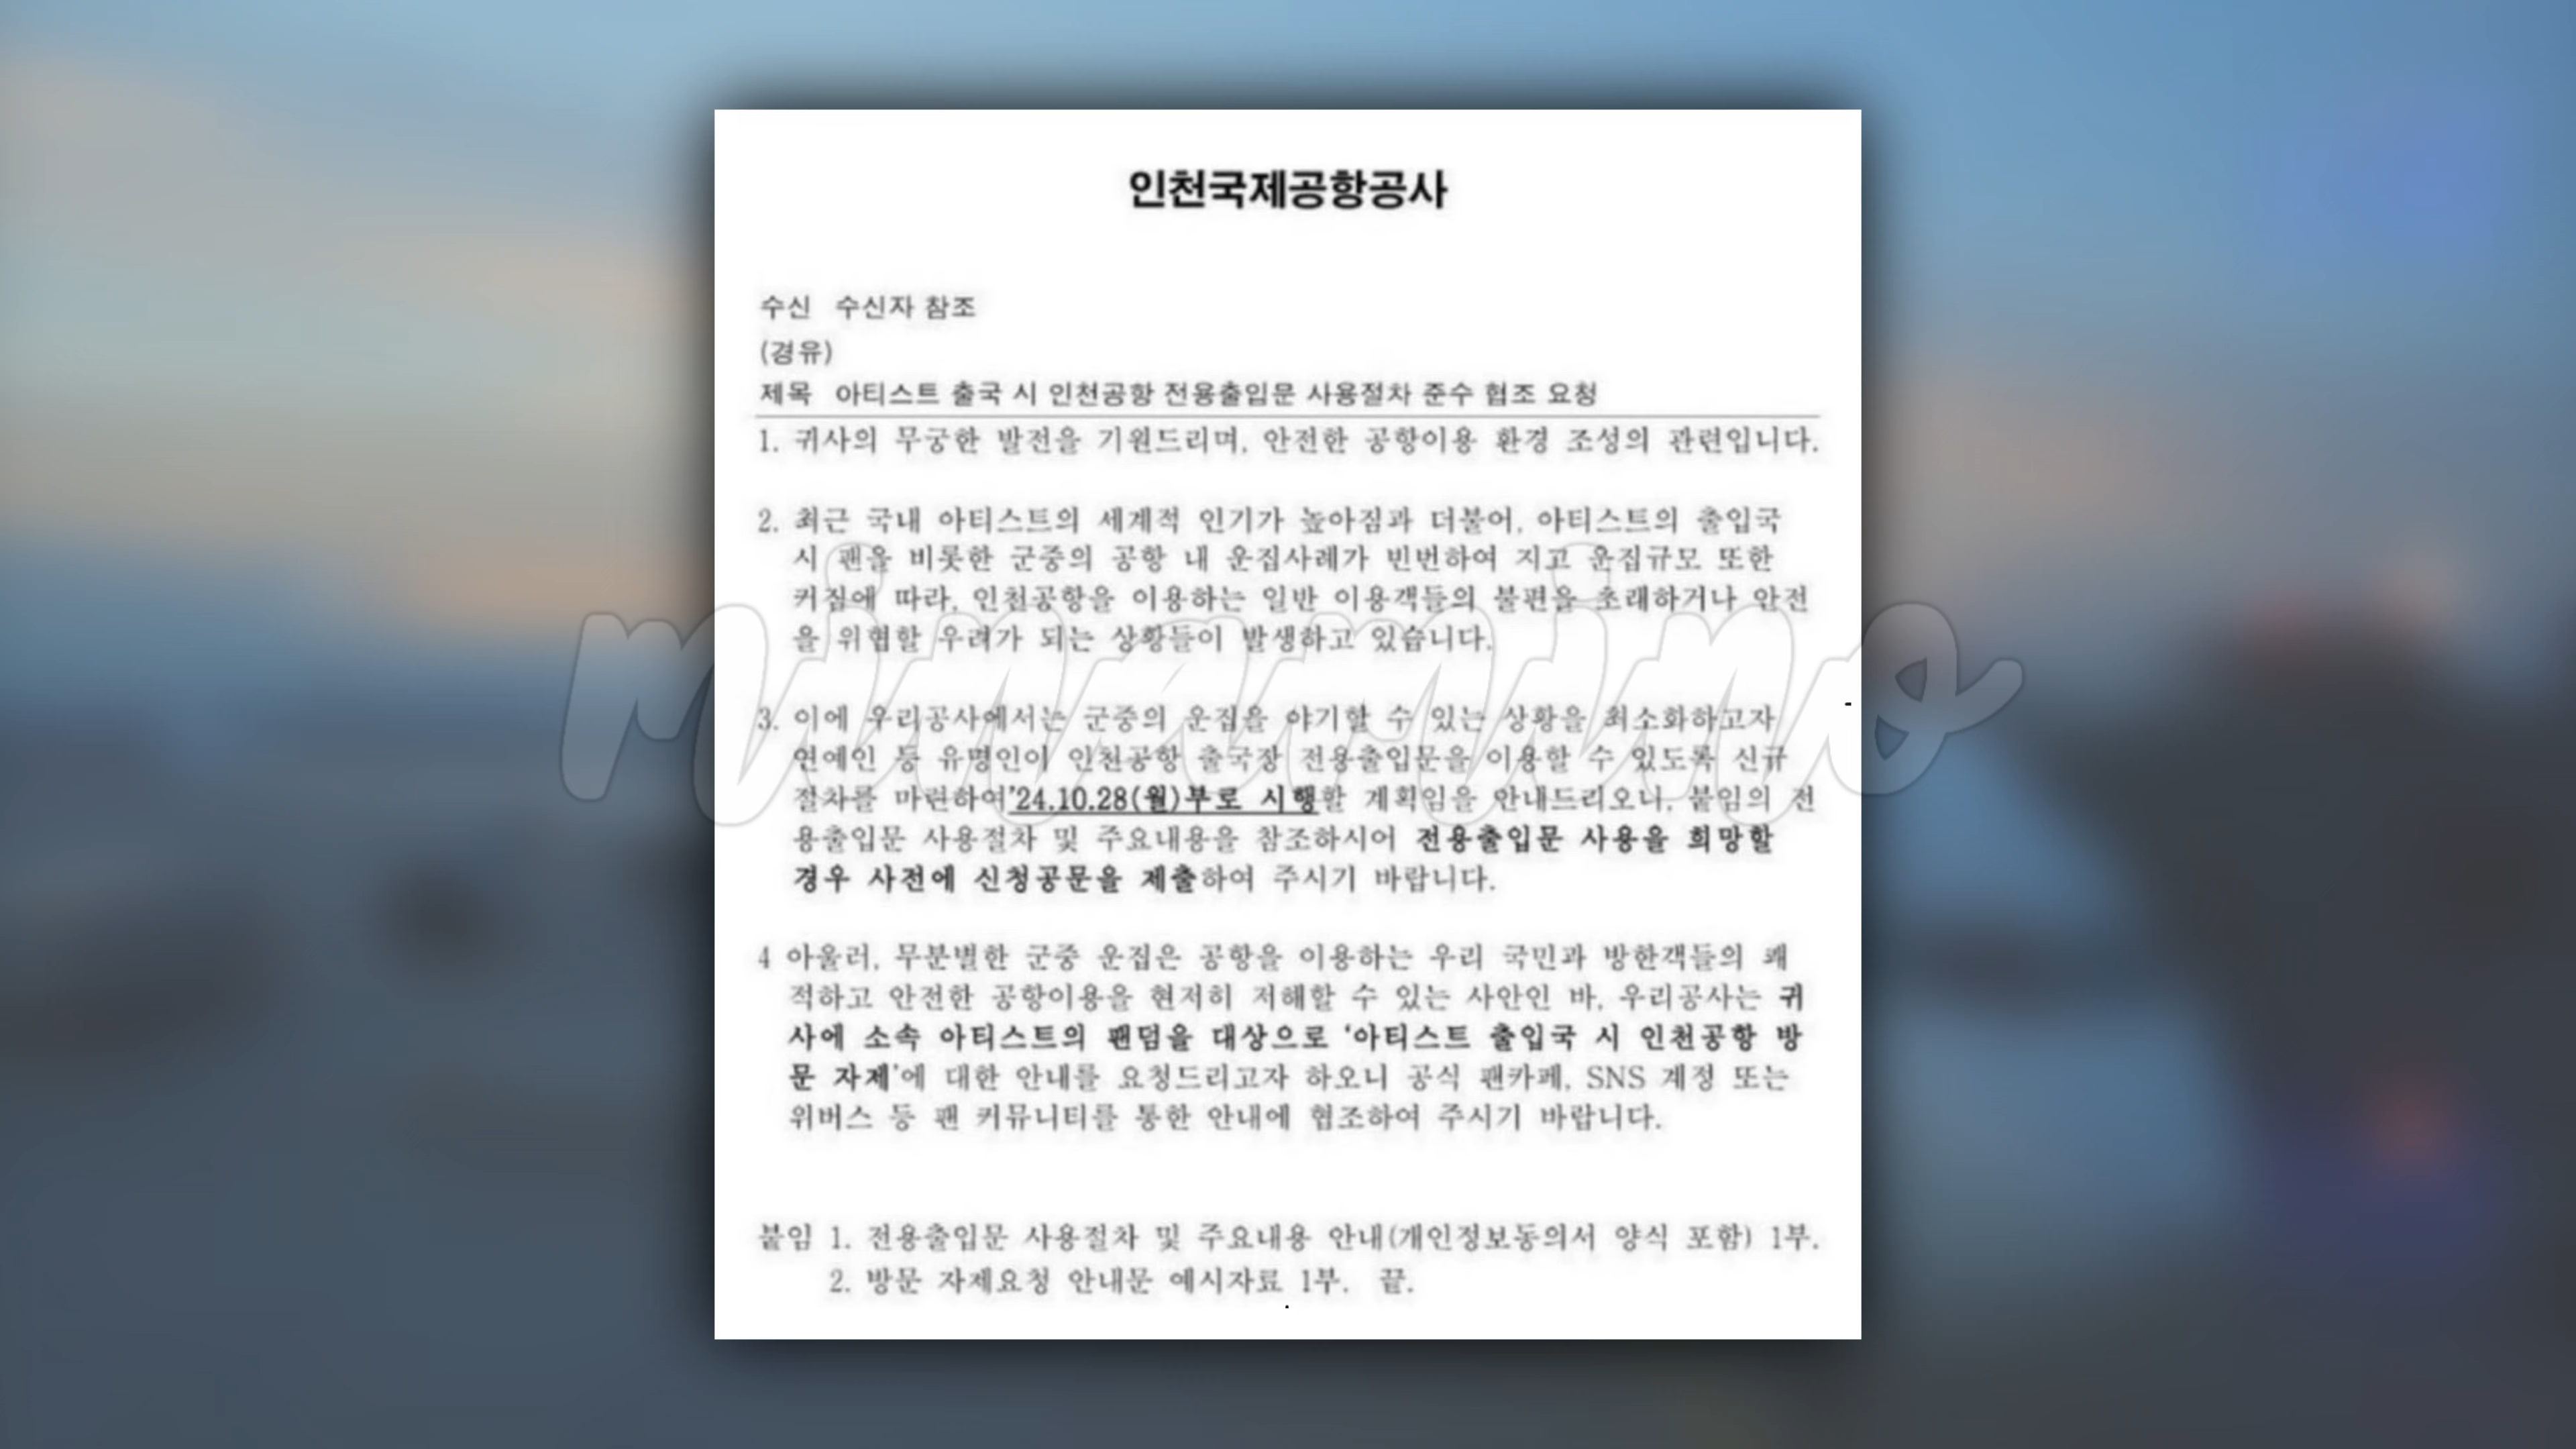 인천국제공항공사
수신 수신자 참조
(경유)
제목 아티스트 출국 시 인천공항 전용출입문 사용절차 준수 협조 요청
1. 귀사의 무궁한 발전을 기원드리며, 안전한 공항이용 환경 조성의 관련입니다.
2. 최근 국내 아티스트의 세계적 인기가 높아짐과 더불어, 아티스트의 출입국
시 팬을 비롯한 군중의 공항 내 운집사례가 빈번하여 지고 운집규모 또한
커짐에 따라, 인천공항을 이용하는 일반 이용객들의 불편을 초래하거나 안전
을 위협할 우려가 되는 상황들이 발생하고 있습니다.
minamino
3. 이에 우리공사에서는 군중의 운집을 야기할 수 있는 상황을 최소화하고자
연예인 등 유명인이 인천공항 출국장 전용출입문을 이용할 수 있도록 신규
절차를 마련하여 '24.10.28(월)부로 시행할 계획임을 안내드리오니, 붙임의 전
용출입문 사용절차 및 주요내용을 참조하시어 전용출입문 사용을 희망할
경우 사전에 신청공문을 제출하여 주시기 바랍니다.
4 아울러, 무분별한 군중 운집은 공항을 이용하는 우리 국민과 방한객들의 쾌
적하고 안전한 공항이용을 현저히 저해할 수 있는 사안인 바, 우리공사는 귀
사에 소속 아티스트의 팬덤을 대상으로 '아티스트 출입국 시 인천공항 방
문 자제'에 대한 안내를 요청드리고자 하오니 공식 팬카페, SNS 계정 또는
위버스 등 팬 커뮤니티를 통한 안내에 협조하여 주시기 바랍니다.
붙임 1. 전용출입문 사용절차 및 주요내용 안내(개인정보동의서 양식 포함) 1부.
2. 방문 자제요청 안내문 예시자료 1부. 끝.